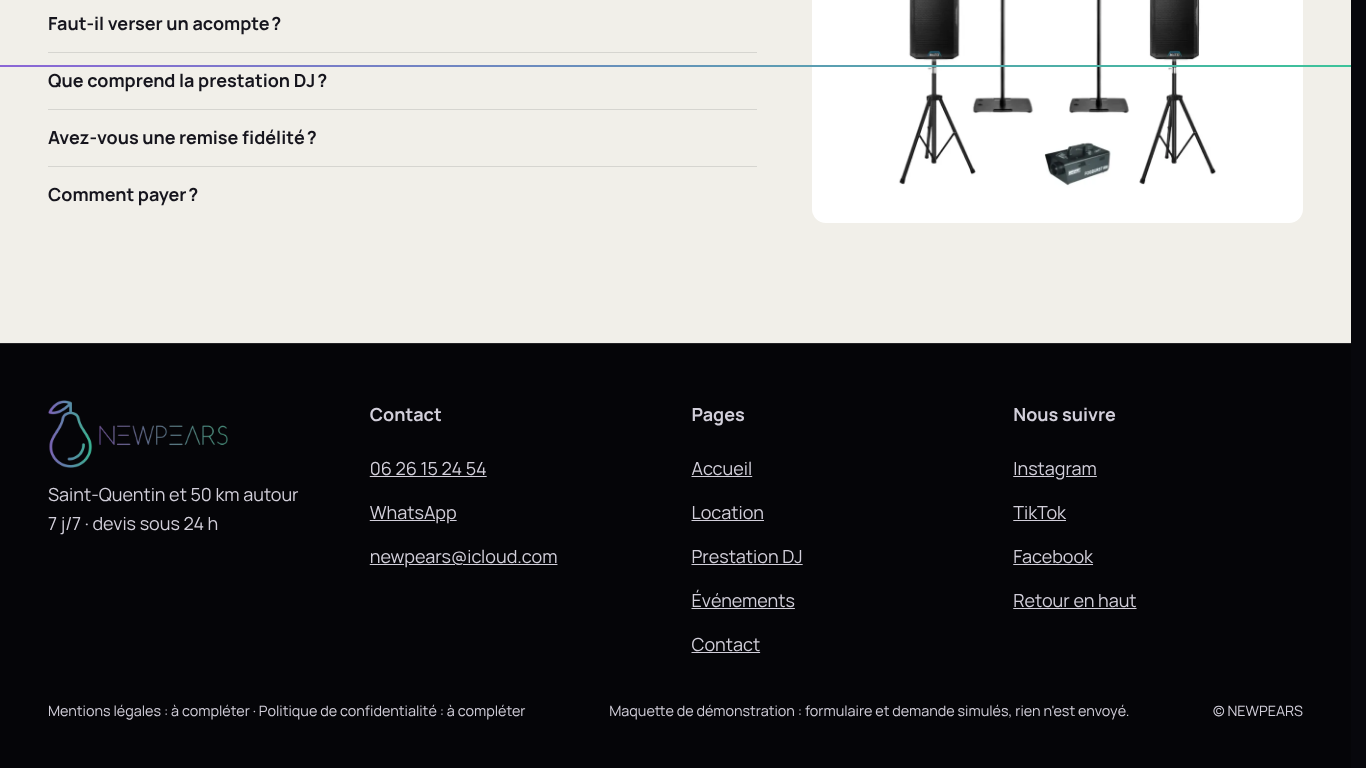 Faut-il verser un acompte ?
Que comprend la prestation DJ ?
Avez-vous une remise fidélité ?
Comment payer ?
NEWPEARS
Saint-Quentin et 50 km autour
7 j/7 · devis sous 24 h
Contact
06 26 15 24 54
WhatsApp
newpears@icloud.com
Pages
Accueil
Location
Prestation DJ
Événements
Contact
Nous suivre
Instagram
TikTok
Facebook
Retour en haut
Mentions légales : à compléter · Politique de confidentialité : à compléter
Maquette de démonstration : formulaire et demande simulés, rien n'est envoyé.
© NEWPEARS